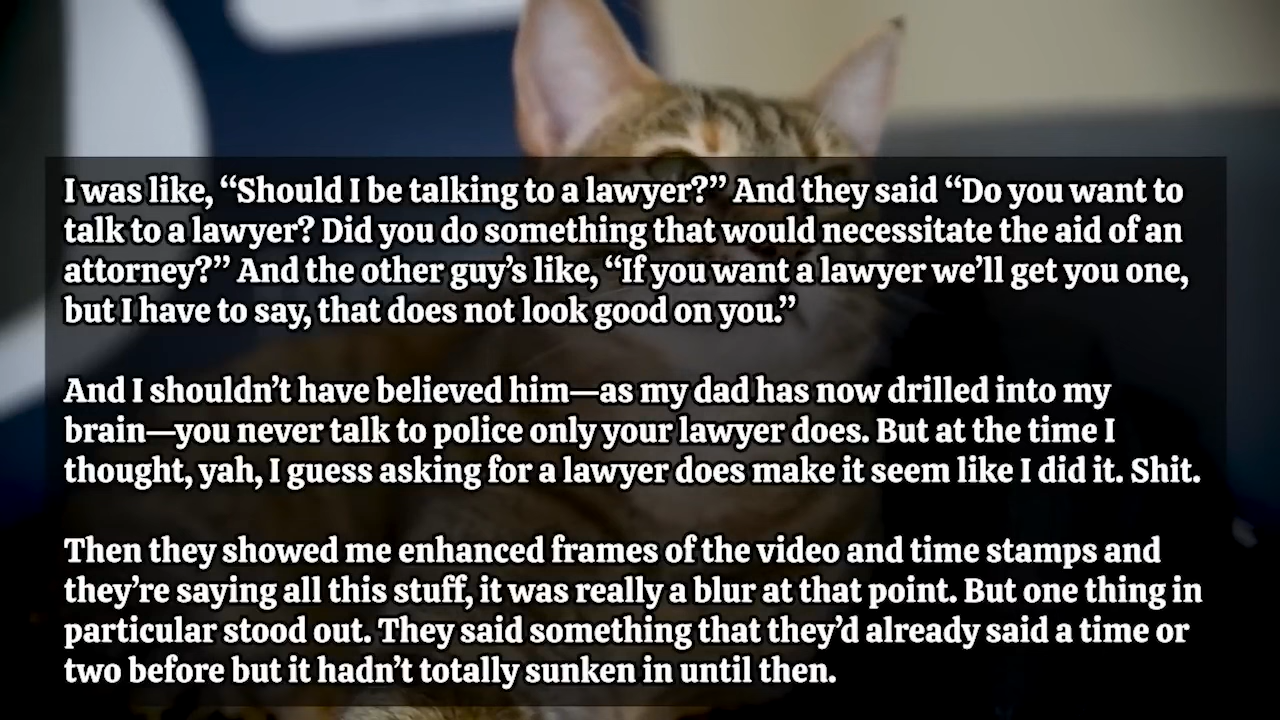 I was like, “Should I be talking to a lawyer?” And they said “Do you want to
talk to a lawyer? Did you do something that would necessitate the aid of an
attorney?” And the other guy’s like, “If you want a lawyer we’ll get you one,
but I have to say, that does not look good on you.”
And I shouldn’t have believed him—as my dad has now drilled into my
brain—you never talk to police only your lawyer does. But at the time I
thought, yah, I guess asking for a lawyer does make it seem like I did it. Shit.
Then they showed me enhanced frames of the video and time stamps and
they’re saying all this stuff, it was really a blur at that point. But one thing in
particular stood out. They said something that they’d already said a time or
two before but it hadn’t totally sunken in until then.